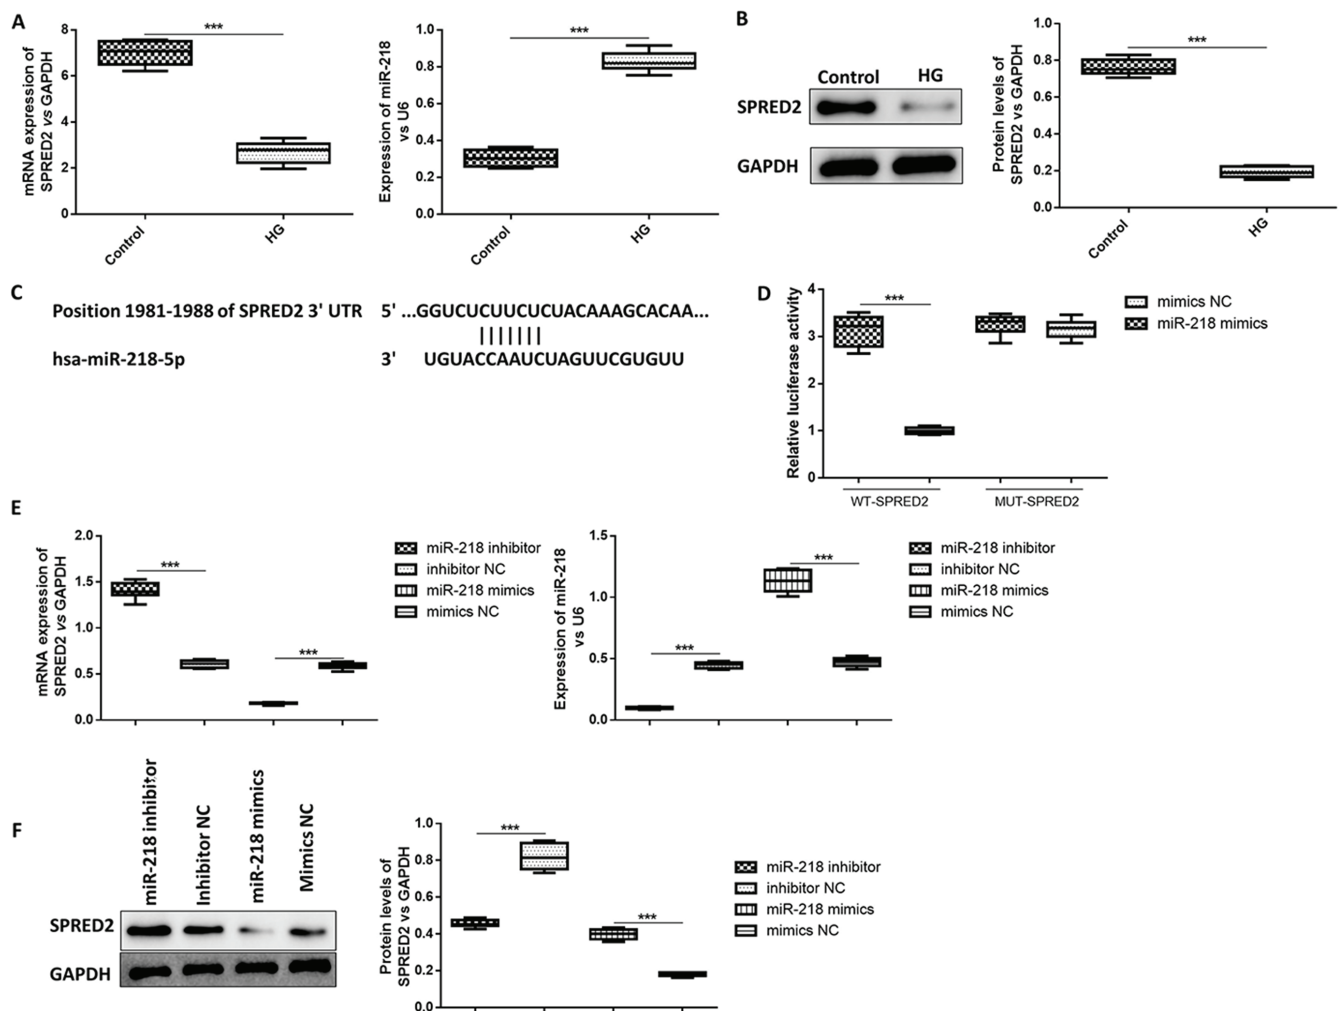 A
mRNA expression of
SPRED2 vs GAPDH
8
6
4
2
0
***
Control
HG
Expression of miR-218
vs U6
1.0
0.8
0.6
0.4
0.2
0.0
***
Control
HG
B
Control HG
SPRED2
GAPDH
Protein levels of
SPRED2 vs GAPDH
1.0
0.8
0.6
0.4
0.2
0.0
***
Control
HG
C
Position 1981-1988 of SPRED2 3' UTR 5' ...GGUCUCUUCUCUACAAAGCACAA...
hsa-miR-218-5p 3' UGUACCAAUCUAGUUCGUGUU
D
Relative luciferase activity
4
3
2
1
0
***
WT-SPRED2
MUT-SPRED2
mimics NC
miR-218 mimics
E
mRNA expression of
SPRED2 vs GAPDH
2.0
1.5
1.0
0.5
0.0
***
***
miR-218 inhibitor
inhibitor NC
miR-218 mimics
mimics NC
Expression of miR-218
vs U6
1.5
1.0
0.5
0.0
***
***
miR-218 inhibitor
inhibitor NC
miR-218 mimics
mimics NC
F
miR-218 inhibitor
Inhibitor NC
miR-218 mimics
Mimics NC
SPRED2
GAPDH
Protein levels of
SPRED2 vs GAPDH
1.0
0.8
0.6
0.4
0.2
0.0
***
***
miR-218 inhibitor
inhibitor NC
miR-218 mimics
mimics NC